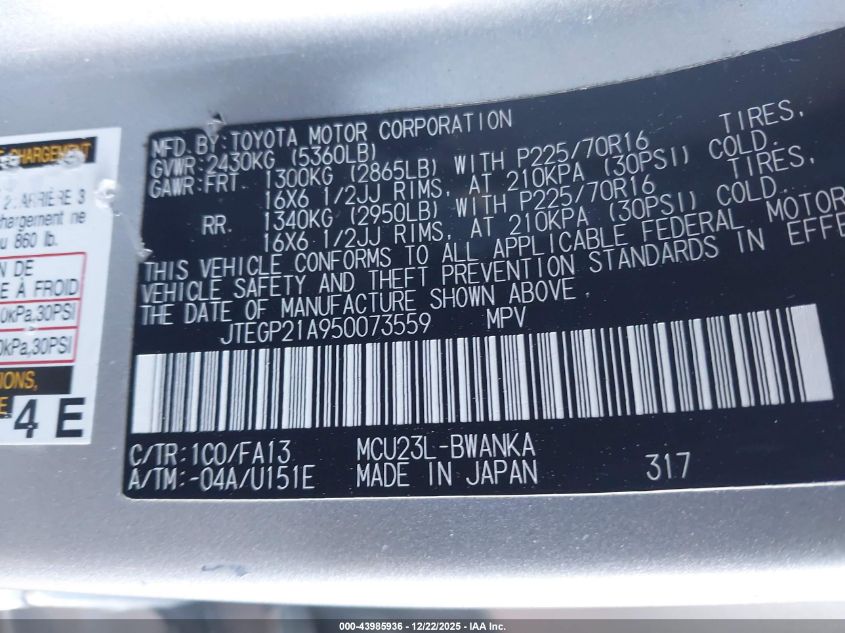 E CHARGEMENT
2 ARRIÈRE 3
chargement ne
u 860 lb.
N DE
E À FROID
0kPa,30PSI
0kPa,30PSI
IONS,
4 E
MFD. BY: TOYOTA MOTOR CORPORATION
GVWR: 2430KG (5360LB)
GAWR: FRT. 1300KG (2865LB) WITH P225/70R16 TIRES,
16X6 1/2JJ RIMS, AT 210KPA (30PSI) COLD.
RR. 1340KG (2950LB) WITH P225/70R16 TIRES,
16X6 1/2JJ RIMS, AT 210KPA (30PSI) COLD.
THIS VEHICLE CONFORMS TO ALL APPLICABLE FEDERAL MOTOR
VEHICLE SAFETY AND THEFT PREVENTION STANDARDS IN EFFE
THE DATE OF MANUFACTURE SHOWN ABOVE.
JTEGP21A950073559 MPV
C/TR: 1C0/FA13 MCU23L-BWANKA
A/TM: -04A/U151E MADE IN JAPAN 317
000-43985936 - 12/22/2025 - IAA Inc.